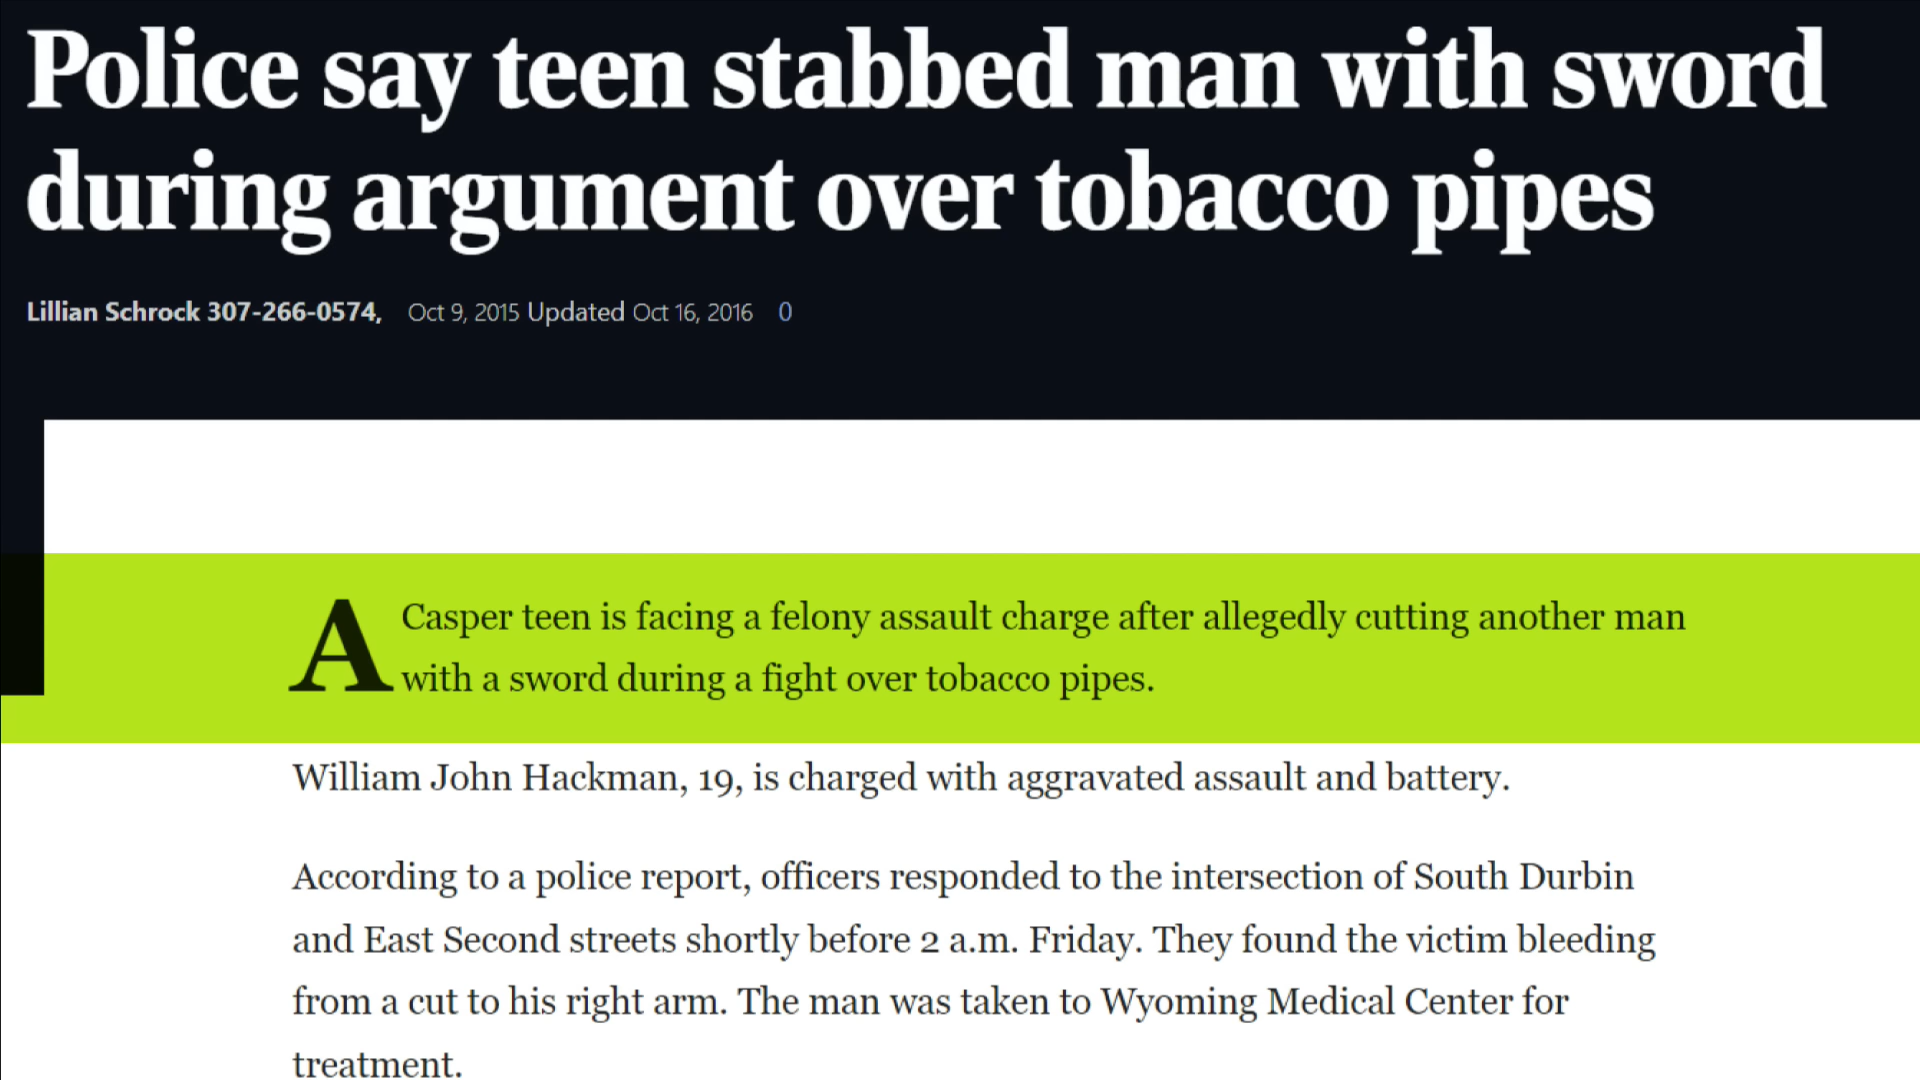 Police say teen stabbed man with sword
during argument over tobacco pipes
Lillian Schrock 307-266-0574, Oct 9, 2015 Updated Oct 16, 2016 0
A Casper teen is facing a felony assault charge after allegedly cutting another man
with a sword during a fight over tobacco pipes.
William John Hackman, 19, is charged with aggravated assault and battery.
According to a police report, officers responded to the intersection of South Durbin
and East Second streets shortly before 2 a.m. Friday. They found the victim bleeding
from a cut to his right arm. The man was taken to Wyoming Medical Center for
treatment.